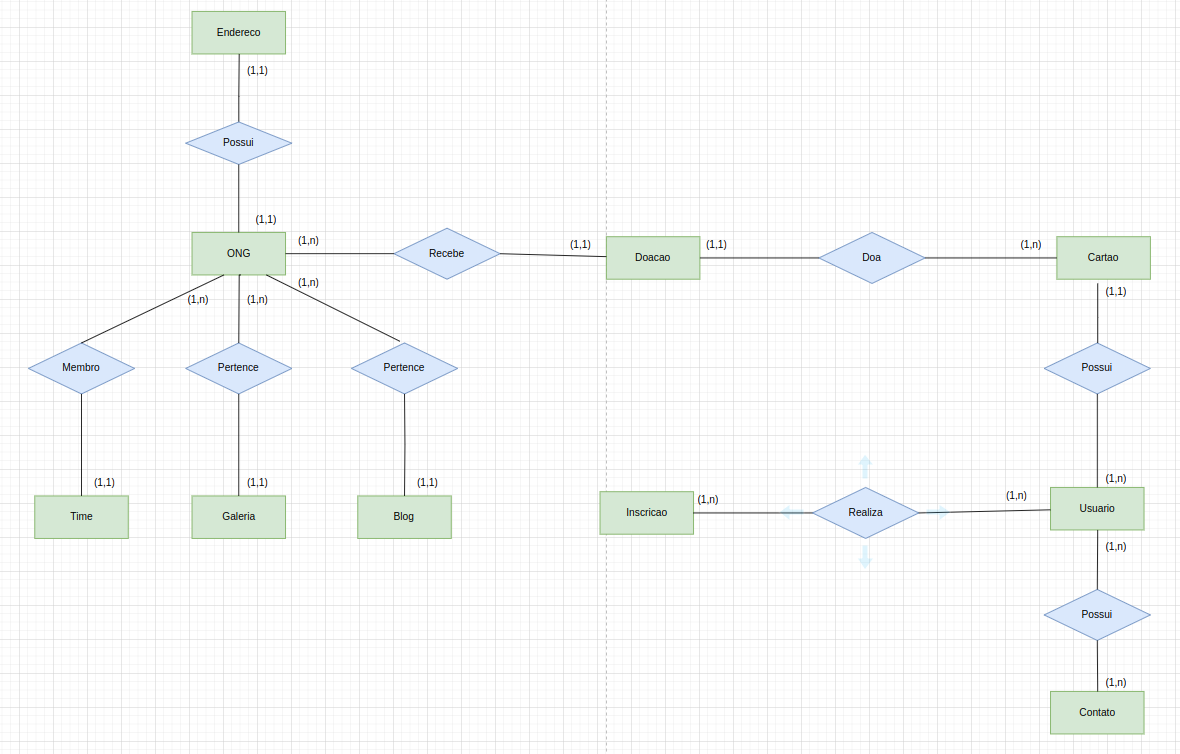 Endereco
(1,1)
Possui
(1,1)
ONG
(1,n)
Recebe
(1,1)
Doacao
(1,1)
Doa
(1,n)
Cartao
(1,n)
(1,n)
(1,n)
(1,1)
Membro
Pertence
Pertence
Possui
(1,1)
(1,1)
(1,1)
(1,n)
Time
Galeria
Blog
Inscricao
(1,n)
Realiza
(1,n)
Usuario
(1,n)
Possui
(1,n)
Contato